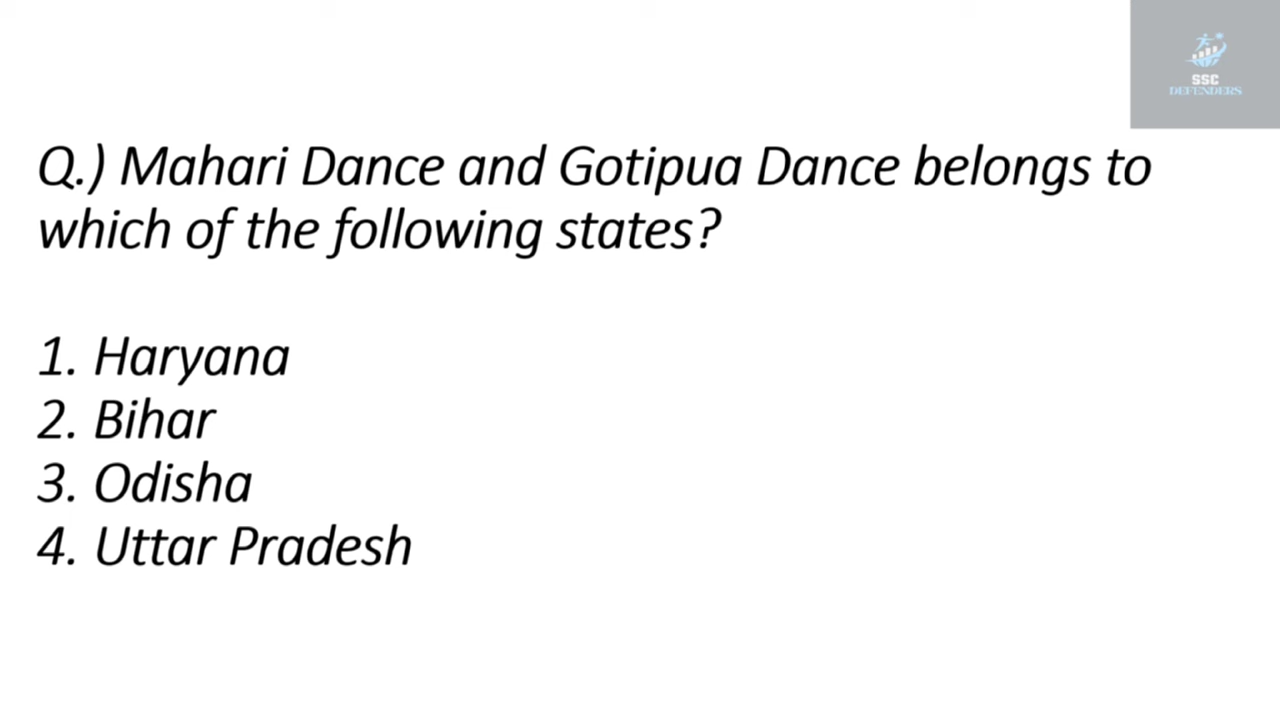 SSC
DEFENDERS
Q.) Mahari Dance and Gotipua Dance belongs to
which of the following states?
1. Haryana
2. Bihar
3. Odisha
4. Uttar Pradesh